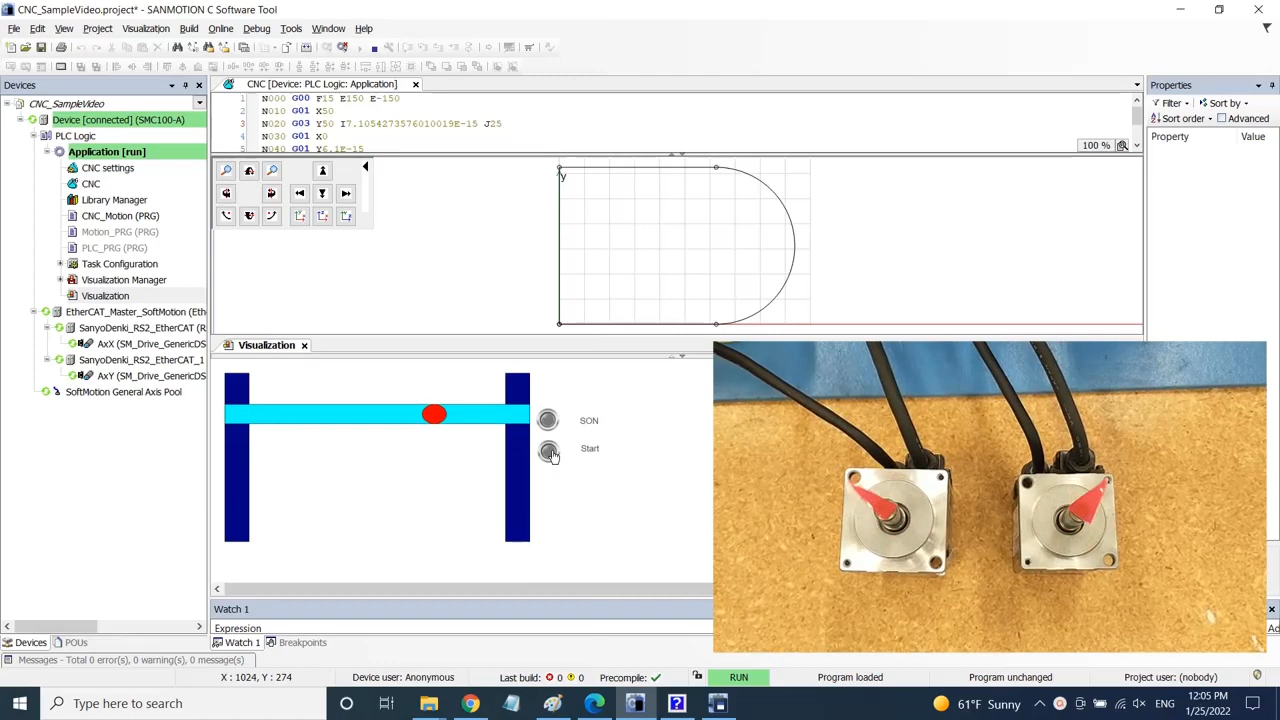 CNC_SampleVideo.project* - SANMOTION C Software Tool
File Edit View Project Visualization Build Online Debug Tools Window Help
Devices
CNC_SampleVideo
Device [connected] (SMC100-A)
PLC Logic
Application [run]
CNC settings
CNC
Library Manager
CNC_Motion (PRG)
Motion_PRG (PRG)
PLC_PRG (PRG)
Task Configuration
Visualization Manager
Visualization
EtherCAT_Master_SoftMotion (Eth
SanyoDenki_RS2_EtherCAT (R
AxX (SM_Drive_GenericDS
SanyoDenki_RS2_EtherCAT_1
AxY (SM_Drive_GenericDS
SoftMotion General Axis Pool
Devices POUs
CNC [Device: PLC Logic: Application]
1 N000 G00 F15 E150 E-150
2 N010 G01 X50
3 N020 G03 Y50 I7.1054273576010019E-15 J25
4 N030 G01 X0
5 N040 G01 Y6.1E-15
100 %
y
Visualization
SON
Start
Watch 1
Expression
Watch 1 Breakpoints
Properties
Filter Sort by
Sort order Advanced
Property Value
Ad
Messages - Total 0 error(s), 0 warning(s), 0 message(s)
X : 1024, Y : 274 Device user: Anonymous Last build: 0 0 Precompile: RUN Program loaded Program unchanged Project user: (nobody)
Type here to search
61°F Sunny ENG
12:05 PM
1/25/2022